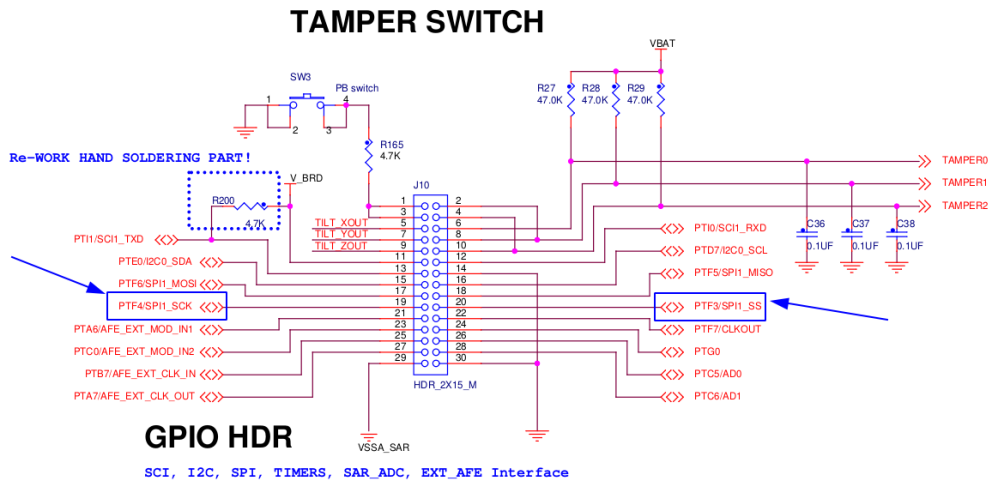 TAMPER SWITCH
VBAT
SW3
PB switch
1 4
2 3
R27 R28 R29
47.0K 47.0K 47.0K
R165
4.7K
Re-WORK HAND SOLDERING PART!
V_BRD
R200
4.7K
J10
TAMPER0
TAMPER1
TAMPER2
C36 C37 C38
0.1UF 0.1UF 0.1UF
1 2
3 4
TILT_XOUT 5 6
TILT_YOUT 7 8
TILT_ZOUT 9 10
11 12
13 14
15 16
17 18
19 20
21 22
23 24
25 26
27 28
29 30
PTI1/SCI1_TXD
PTE0/I2C0_SDA
PTF6/SPI1_MOSI
PTF4/SPI1_SCK
PTA6/AFE_EXT_MOD_IN1
PTC0/AFE_EXT_MOD_IN2
PTB7/AFE_EXT_CLK_IN
PTA7/AFE_EXT_CLK_OUT
PTI0/SCI1_RXD
PTD7/I2C0_SCL
PTF5/SPI1_MISO
PTF3/SPI1_SS
PTF7/CLKOUT
PTG0
PTC5/AD0
PTC6/AD1
HDR_2X15_M
VSSA_SAR
GPIO HDR
SCI, I2C, SPI, TIMERS, SAR_ADC, EXT_AFE Interface